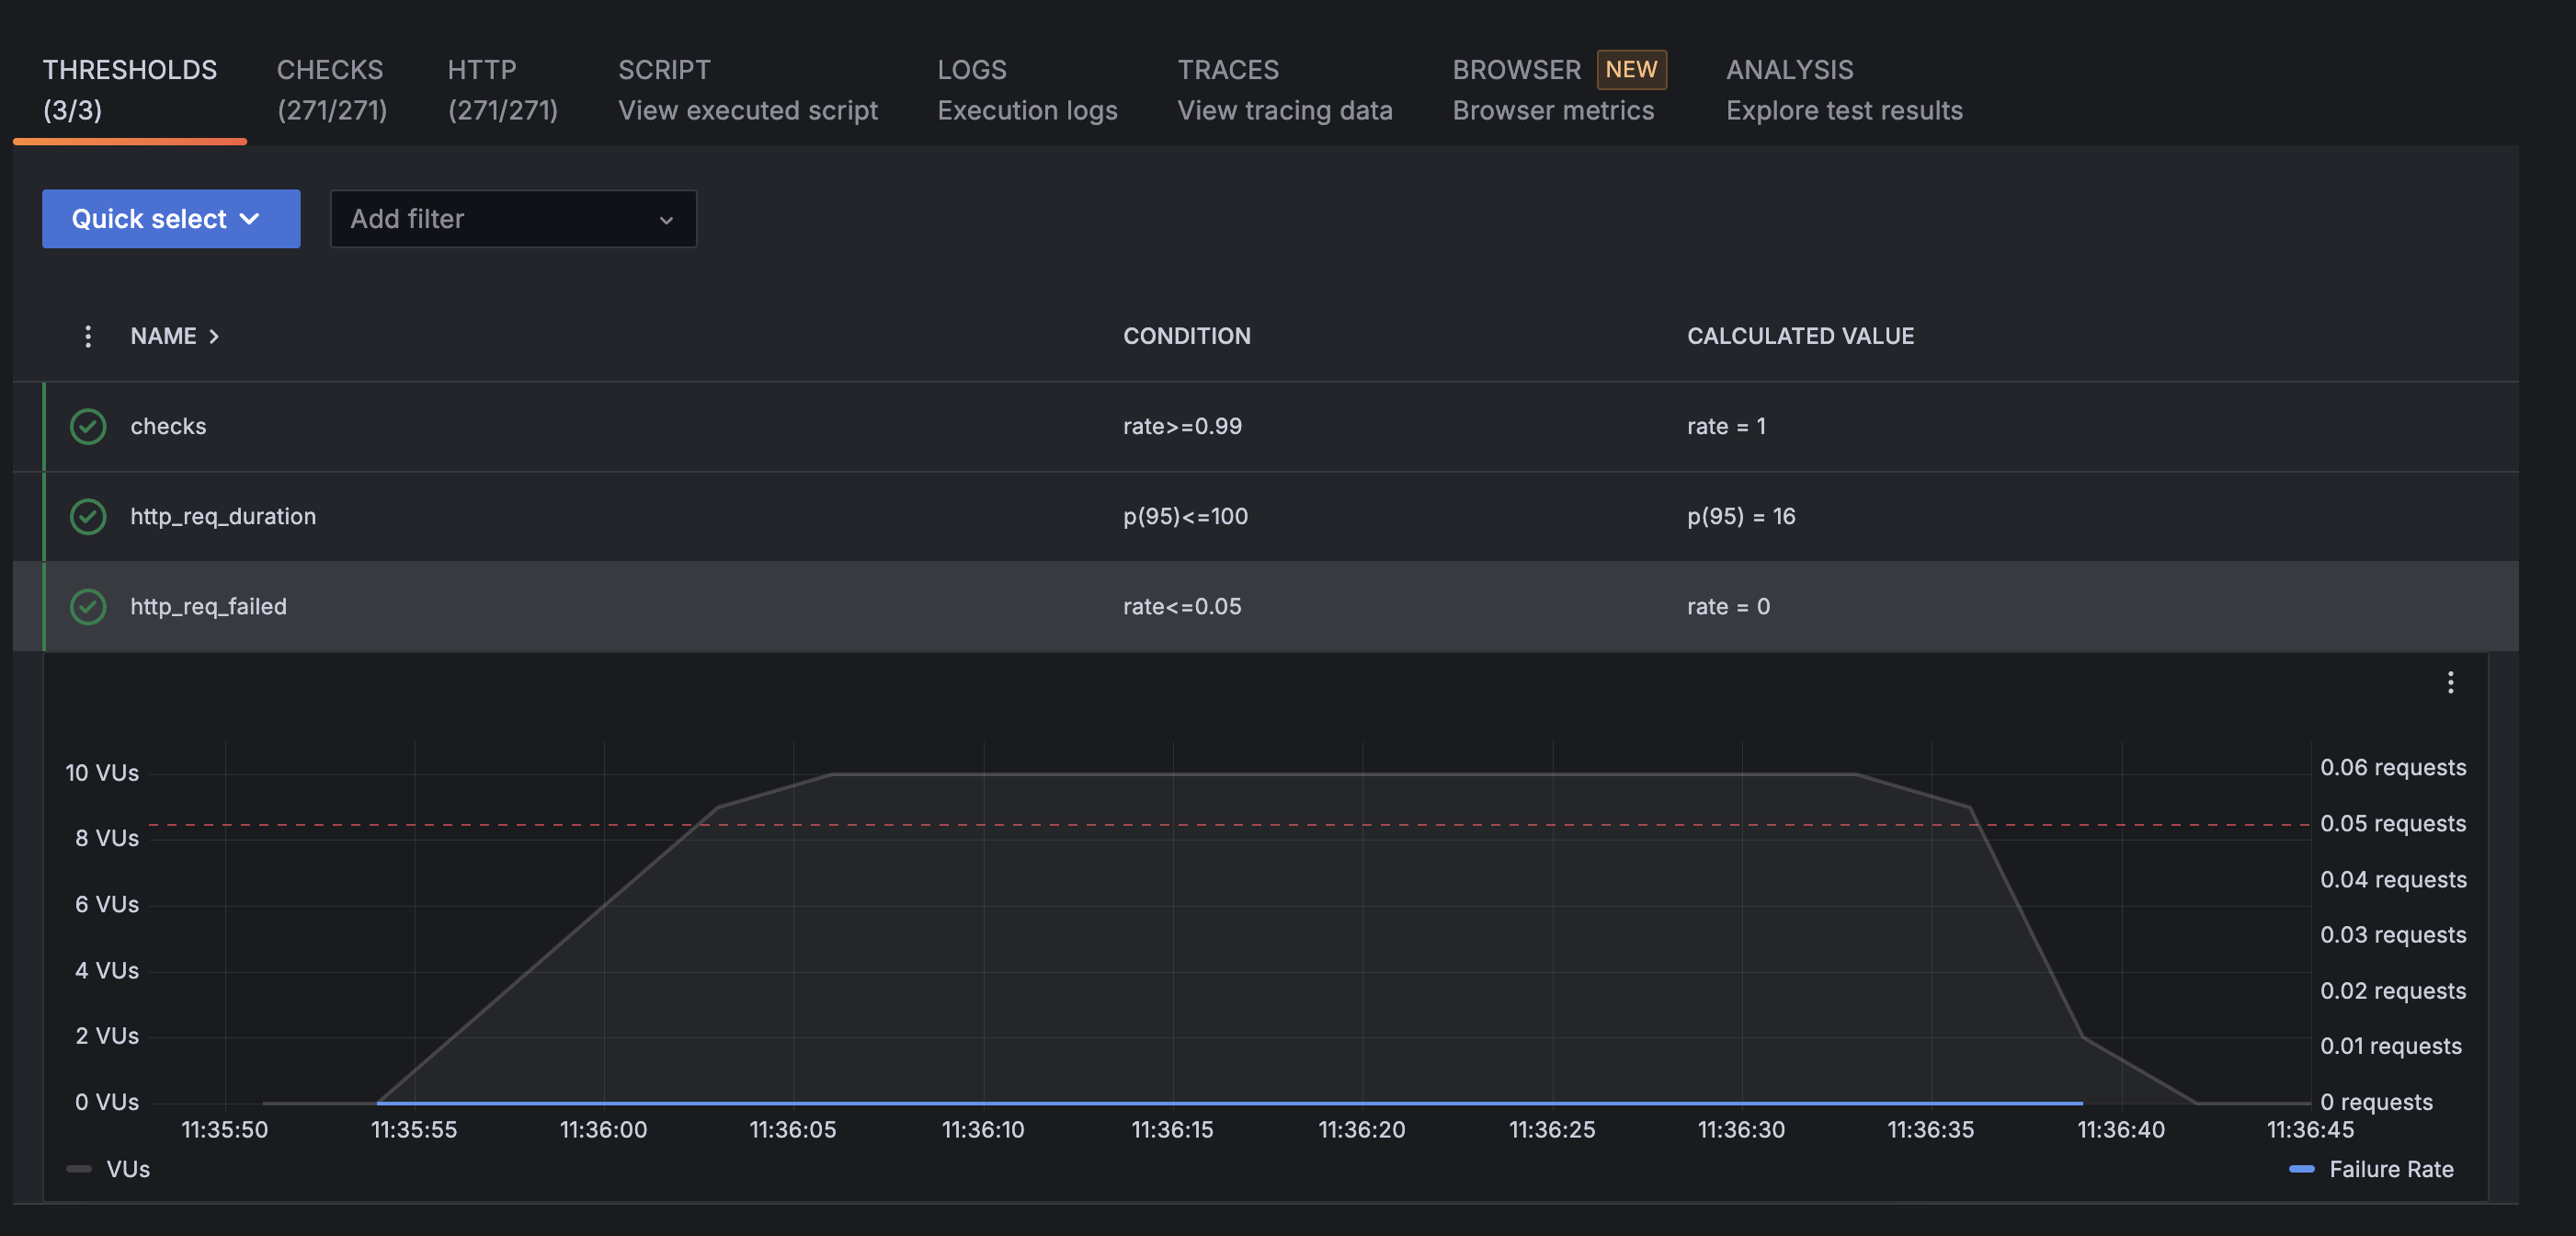 THRESHOLDS CHECKS HTTP SCRIPT LOGS TRACES BROWSER NEW ANALYSIS
(3/3) (271/271) (271/271) View executed script Execution logs View tracing data Browser metrics Explore test results
Quick select Add filter
NAME CONDITION CALCULATED VALUE
checks rate>=0.99 rate = 1
http_req_duration p(95)<=100 p(95) = 16
http_req_failed rate<=0.05 rate = 0
10 VUs 0.06 requests
8 VUs 0.05 requests
6 VUs 0.04 requests
0.03 requests
4 VUs 0.02 requests
2 VUs 0.01 requests
0 VUs 0 requests
11:35:50 11:35:55 11:36:00 11:36:05 11:36:10 11:36:15 11:36:20 11:36:25 11:36:30 11:36:35 11:36:40 11:36:45
VUs Failure Rate